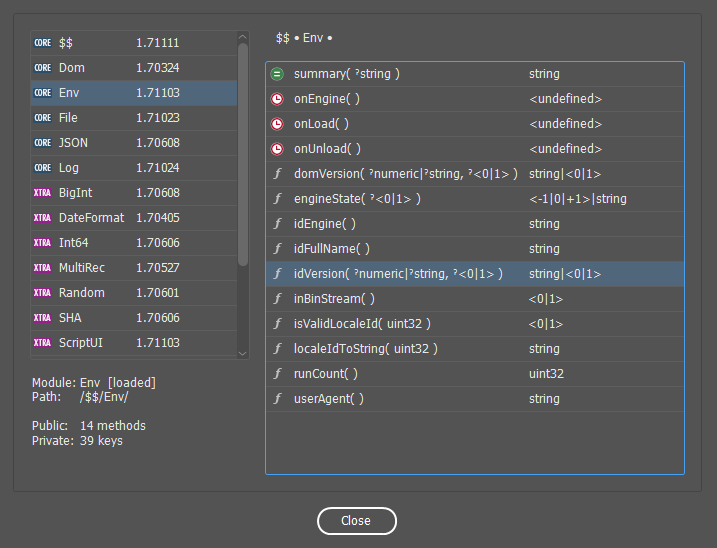 CORE $$ 1.71111
CORE Dom 1.70324
CORE Env 1.71103
CORE File 1.71023
CORE JSON 1.70608
CORE Log 1.71024
XTRA BigInt 1.70608
XTRA DateFormat 1.70405
XTRA Int64 1.70606
XTRA MultiRec 1.70527
XTRA Random 1.70601
XTRA SHA 1.70606
XTRA ScriptUI 1.71103
Module: Env [loaded]
Path: /$$/Env/
Public: 14 methods
Private: 39 keys
$$ • Env •
summary( ?string ) string
onEngine( ) <undefined>
onLoad( ) <undefined>
onUnload( ) <undefined>
f domVersion( ?numeric|?string, ?<0|1> ) string|<0|1>
f engineState( ?<0|1> ) <-1|0|+1>|string
f idEngine( ) string
f idFullName( ) string
f idVersion( ?numeric|?string, ?<0|1> ) string|<0|1>
f inBinStream( ) <0|1>
f isValidLocaleId( uint32 ) <0|1>
f localeIdToString( uint32 ) string
f runCount( ) uint32
f userAgent( ) string
Close